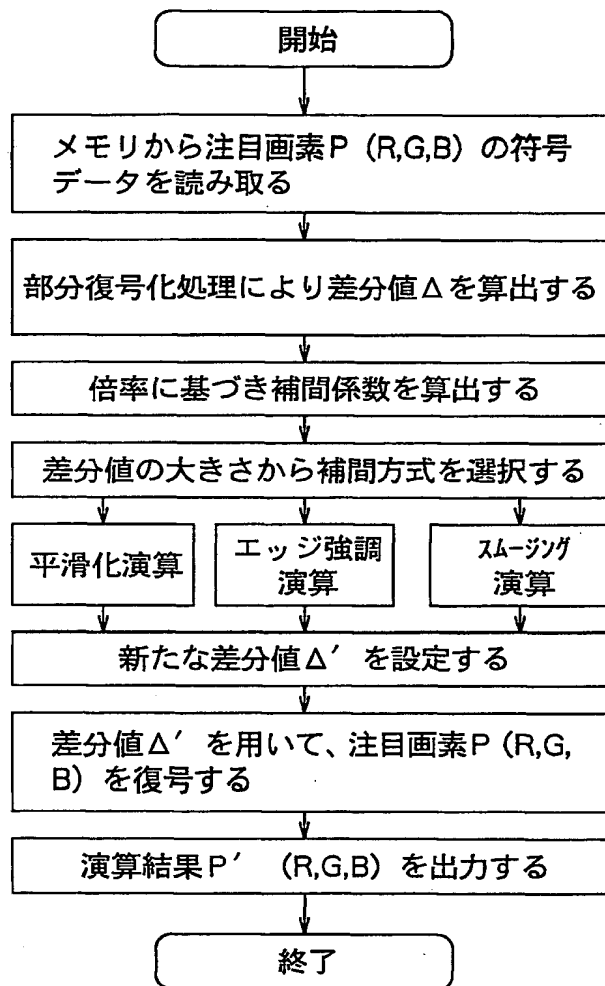 開始
メモリから注目画素P（R,G,B）の符号
データを読み取る
部分復号化処理により差分値Δを算出する
倍率に基づき補間係数を算出する
差分値の大きさから補間方式を選択する
平滑化演算
エッジ強調
演算
スムージング
演算
新たな差分値Δ′を設定する
差分値Δ′を用いて、注目画素P（R,G,
B）を復号する
演算結果P′（R,G,B）を出力する
終了